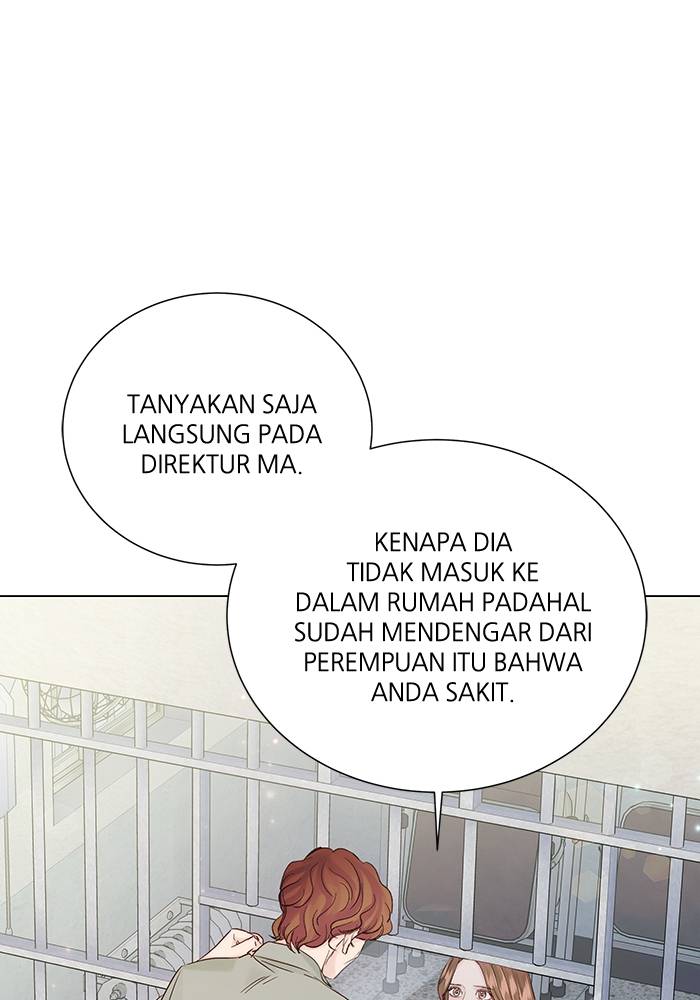 TANYAKAN SAJA
LANGSUNG PADA
DIREKTUR MA.
KENAPA DIA
TIDAK MASUK KE
DALAM RUMAH PADAHAL
SUDAH MENDENGAR DARI
PEREMPUAN ITU BAHWA
ANDA SAKIT.